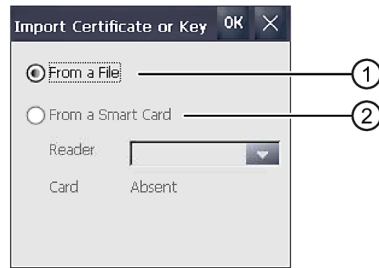 Import Certificate or Key OK
From a File
1
From a Smart Card
2
Reader
Card Absent